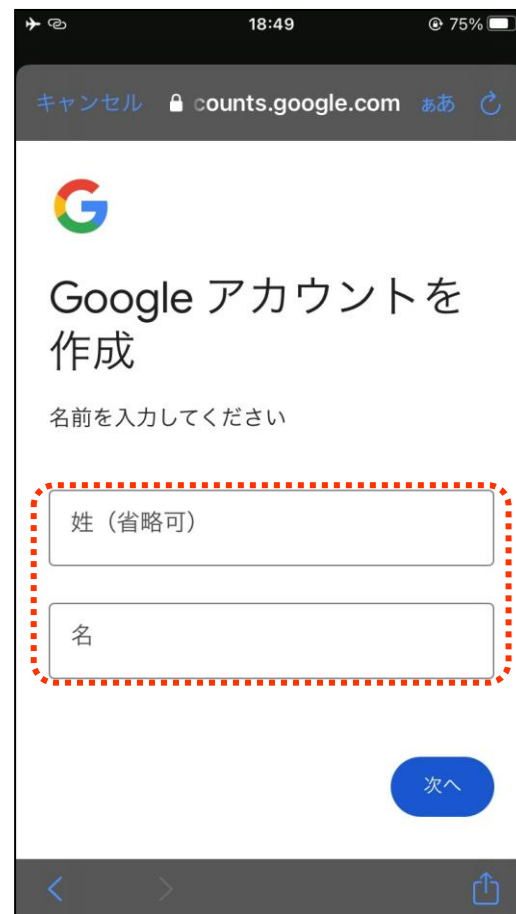 18:49
75%
キャンセル
counts.google.com
ぁあ
Google アカウントを
作成
名前を入力してください
姓（省略可）
名
次へ